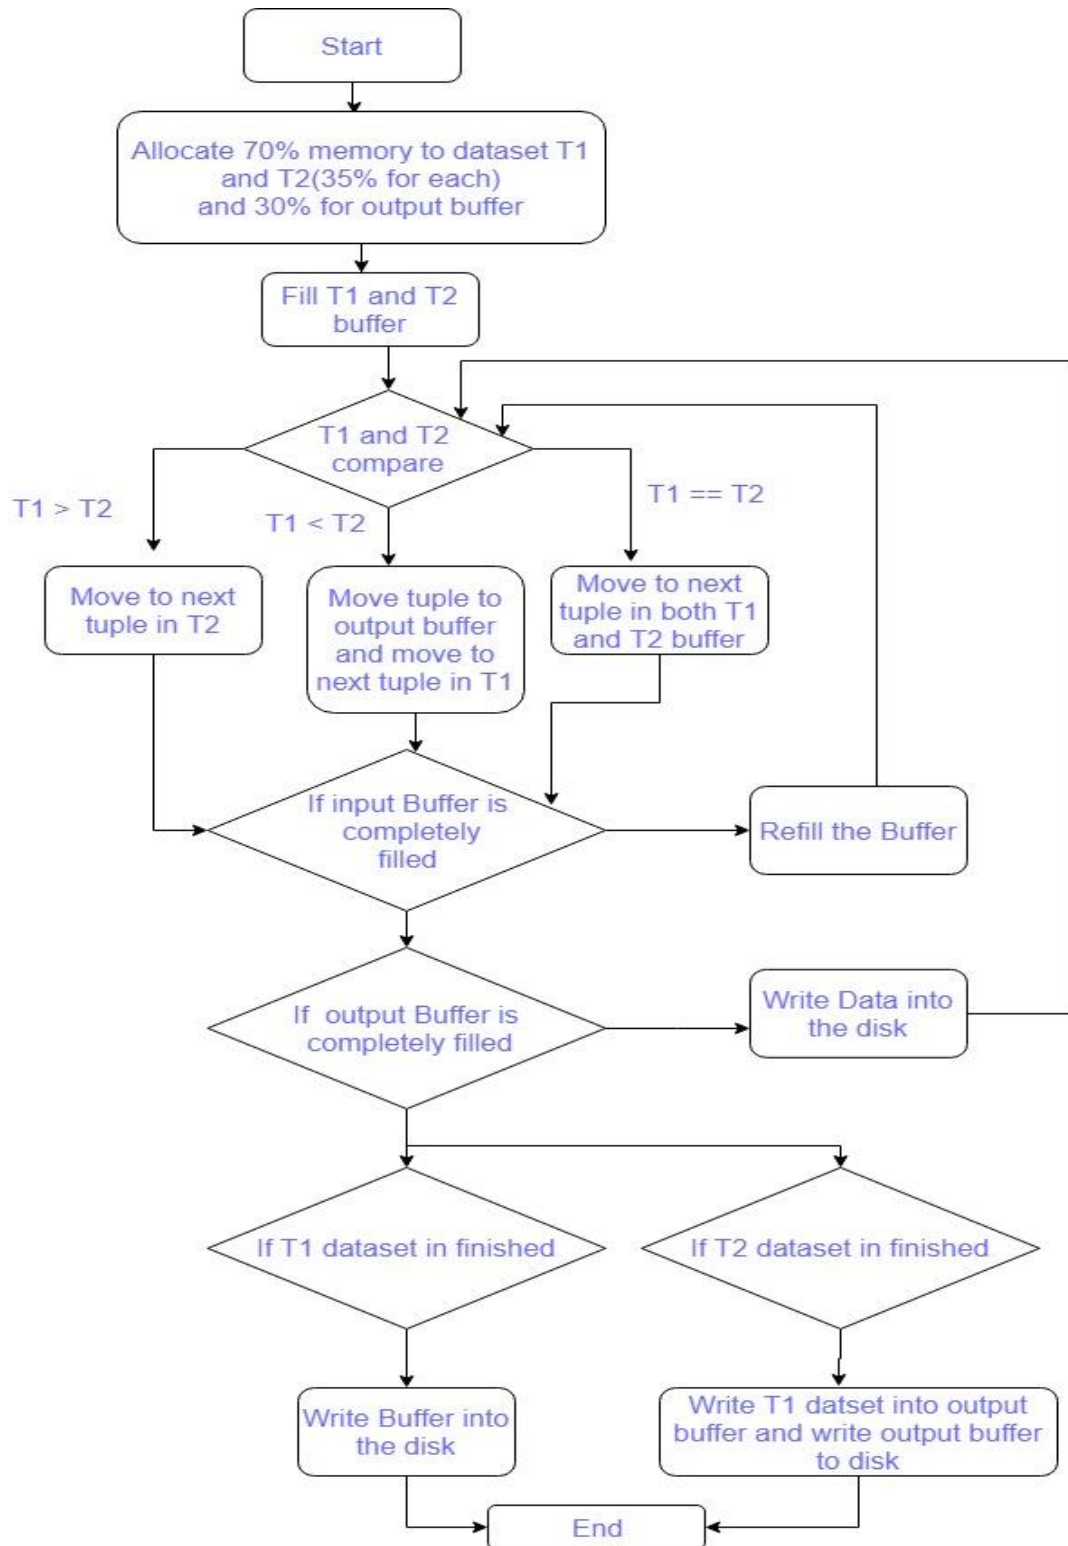 Start
Allocate 70% memory to dataset T1
and T2(35% for each)
and 30% for output buffer
Fill T1 and T2
buffer
T1 and T2
compare
T1 > T2
T1 < T2
T1 == T2
Move to next
tuple in T2
Move tuple to
output buffer
and move to
next tuple in T1
Move to next
tuple in both T1
and T2 buffer
If input Buffer is
completely
filled
Refill the Buffer
If output Buffer is
completely filled
Write Data into
the disk
If T1 dataset in finished
If T2 dataset in finished
Write Buffer into
the disk
Write T1 datset into output
buffer and write output buffer
to disk
End